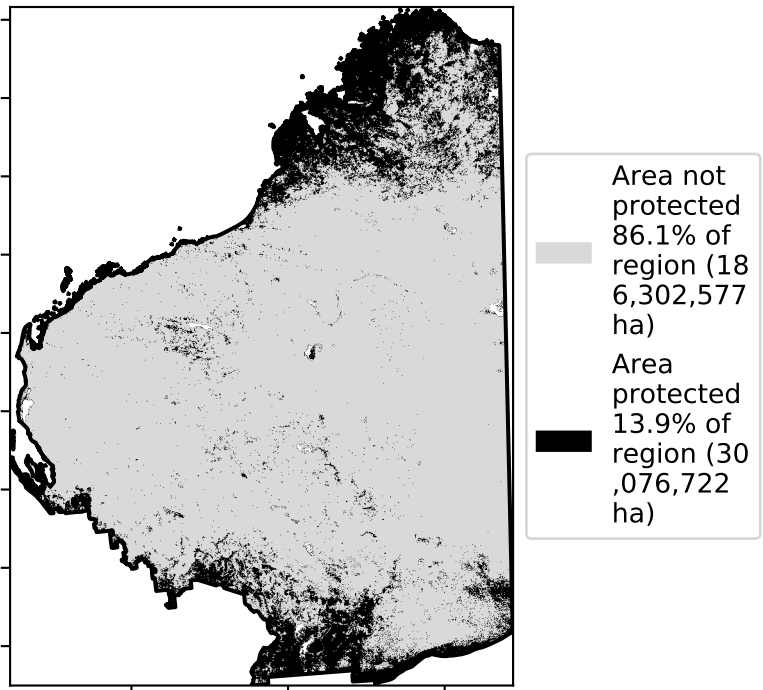 Area not
protected
86.1% of
region (18
6,302,577
ha)
Area
protected
13.9% of
region (30
,076,722
ha)